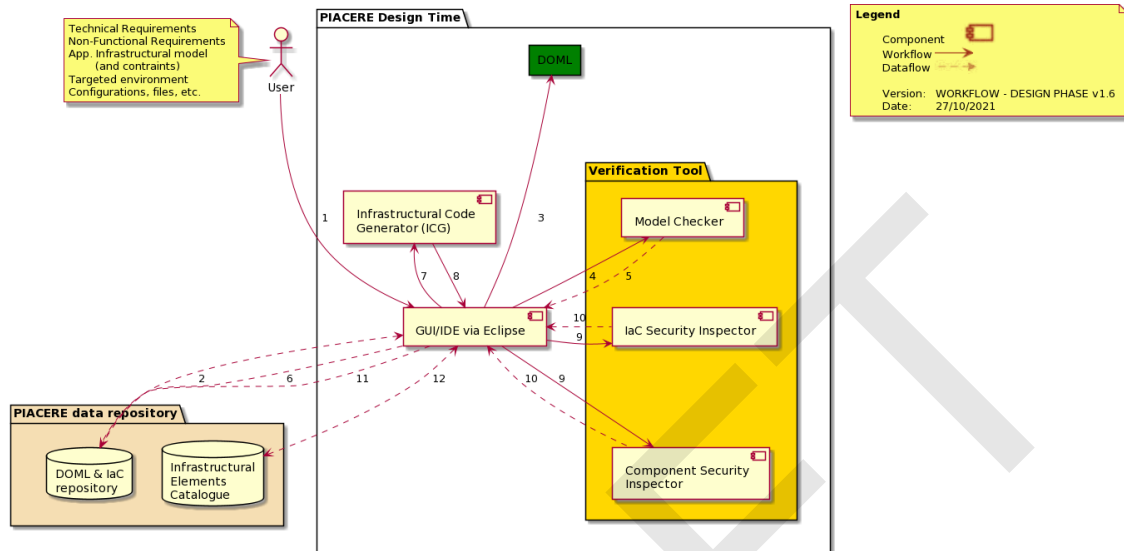 Technical Requirements
Non-Functional Requirements
App. Infrastructural model
(and contraints)
Targeted environment
Configurations, files, etc.
User
PIACERE Design Time
DOML
Legend
Component
Workflow
Dataflow
Version: WORKFLOW - DESIGN PHASE v1.6
Date: 27/10/2021
Verification Tool
Infrastructural Code
Generator (ICG)
Model Checker
1
3
7
8
4
5
GUI/IDE via Eclipse
10
9
IaC Security Inspector
2
6
11
12
10
9
PIACERE data repository
DOML & IaC
repository
Infrastructural
Elements
Catalogue
Component Security
Inspector